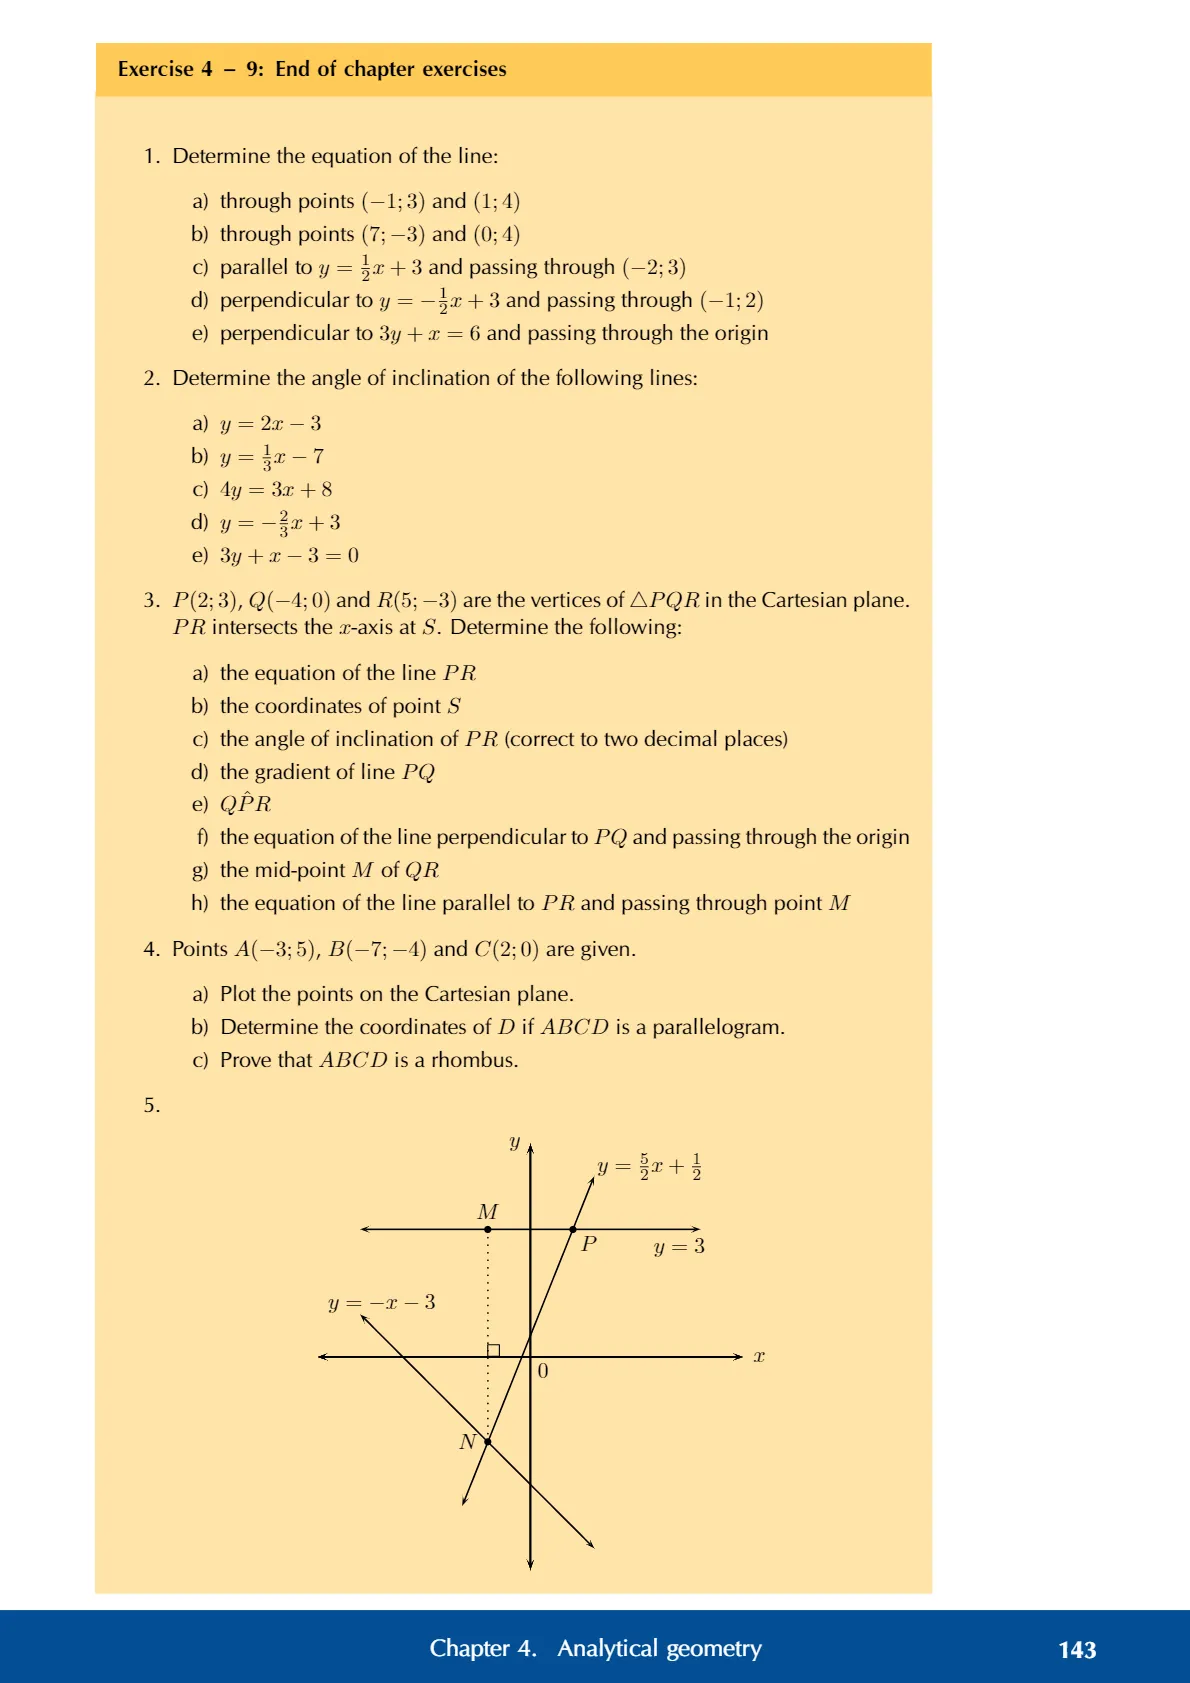 Exercise 4 – 9: End of chapter exercises
1. Determine the equation of the line:
a) through points (−1; 3) and (1; 4)
b) through points (7; −3) and (0; 4)
c) parallel to y = 1/2 x + 3 and passing through (−2; 3)
d) perpendicular to y = −1/2 x + 3 and passing through (−1; 2)
e) perpendicular to 3y + x = 6 and passing through the origin
2. Determine the angle of inclination of the following lines:
a) y = 2x − 3
b) y = 1/3 x − 7
c) 4y = 3x + 8
d) y = −2/3 x + 3
e) 3y + x − 3 = 0
3. P(2; 3), Q(−4; 0) and R(5; −3) are the vertices of △PQR in the Cartesian plane.
PR intersects the x-axis at S. Determine the following:
a) the equation of the line PR
b) the coordinates of point S
c) the angle of inclination of PR (correct to two decimal places)
d) the gradient of line PQ
e) QP̂R
f) the equation of the line perpendicular to PQ and passing through the origin
g) the mid-point M of QR
h) the equation of the line parallel to PR and passing through point M
4. Points A(−3; 5), B(−7; −4) and C(2; 0) are given.
a) Plot the points on the Cartesian plane.
b) Determine the coordinates of D if ABCD is a parallelogram.
c) Prove that ABCD is a rhombus.
5.
y
y = 5/2 x + 1/2
M
P
y = 3
y = −x − 3
x
0
N
Chapter 4. Analytical geometry
143